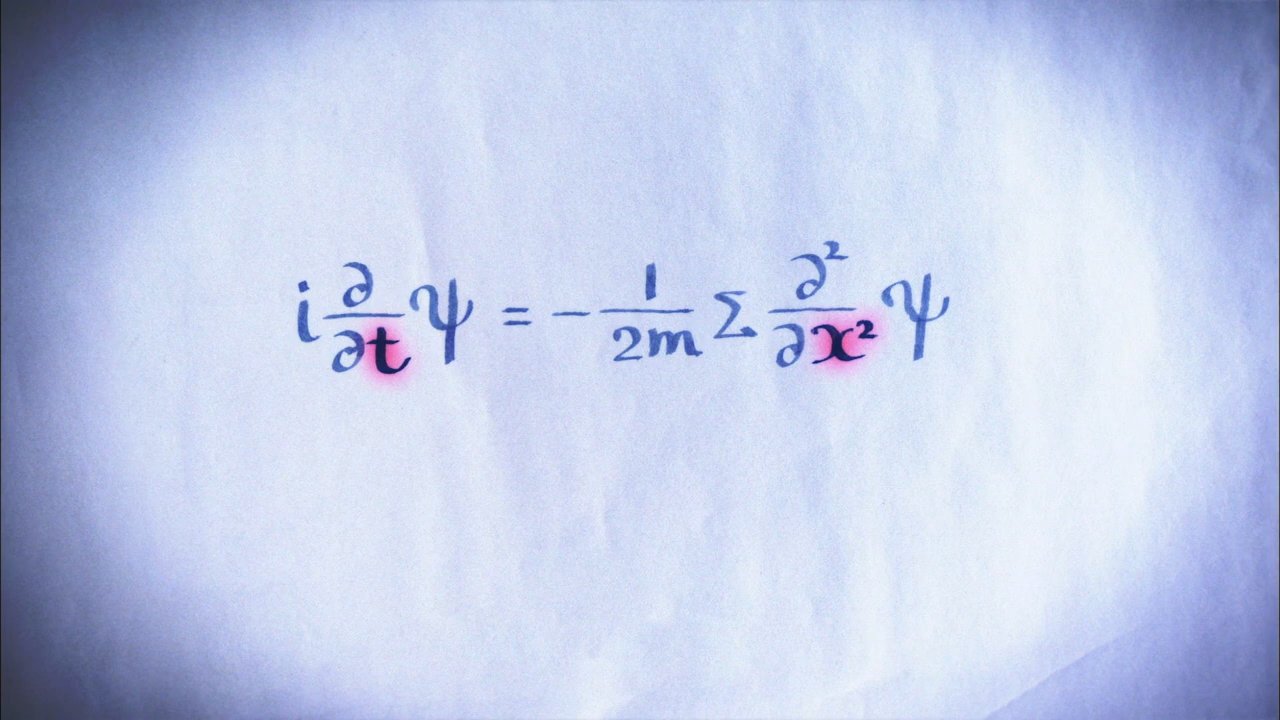 i ∂/∂t ψ = − 1/2m Σ ∂²/∂x² ψ